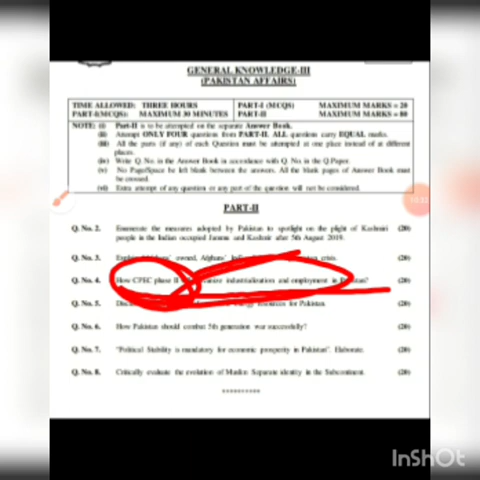 GENERAL KNOWLEDGE-III
(PAKISTAN AFFAIRS)
TIME ALLOWED: THREE HOURS PART-I (MCQS) MAXIMUM MARKS = 20
PART-I(MCQS): MAXIMUM 30 MINUTES PART-II MAXIMUM MARKS = 80
NOTE: (i) Part-II is to be attempted on the separate Answer Book.
(ii) Attempt ONLY FOUR questions from PART-II. ALL questions carry EQUAL marks.
(iii) All the parts (if any) of each Question must be attempted at one place instead of at different
places.
(iv) Write Q. No. in the Answer Book in accordance with Q. No. in the Q.Paper.
(v) No Page/Space be left blank between the answers. All the blank pages of Answer Book must
be crossed.
(vi) Extra attempt of any question or any part of the question will not be considered.
PART-II
Q. No. 2. Enumerate the measures adopted by Pakistan to spotlight on the plight of Kashmiri (20)
people in the Indian occupied Jammu and Kashmir after 5th August 2019.
Q. No. 3. owned, crisis. (20)
Q. No. 4. How CPEC phase II industrialization and employment in Pakistan? (20)
Q. No. 5. resources for Pakistan. (20)
Q. No. 6. How Pakistan should combat 5th generation war successfully? (20)
Q. No. 7. "Political Stability is mandatory for economic prosperity in Pakistan". Elaborate. (20)
Q. No. 8. Critically evaluate the evolution of Muslim Separate identity in the Subcontinent. (20)
**********
InShOt